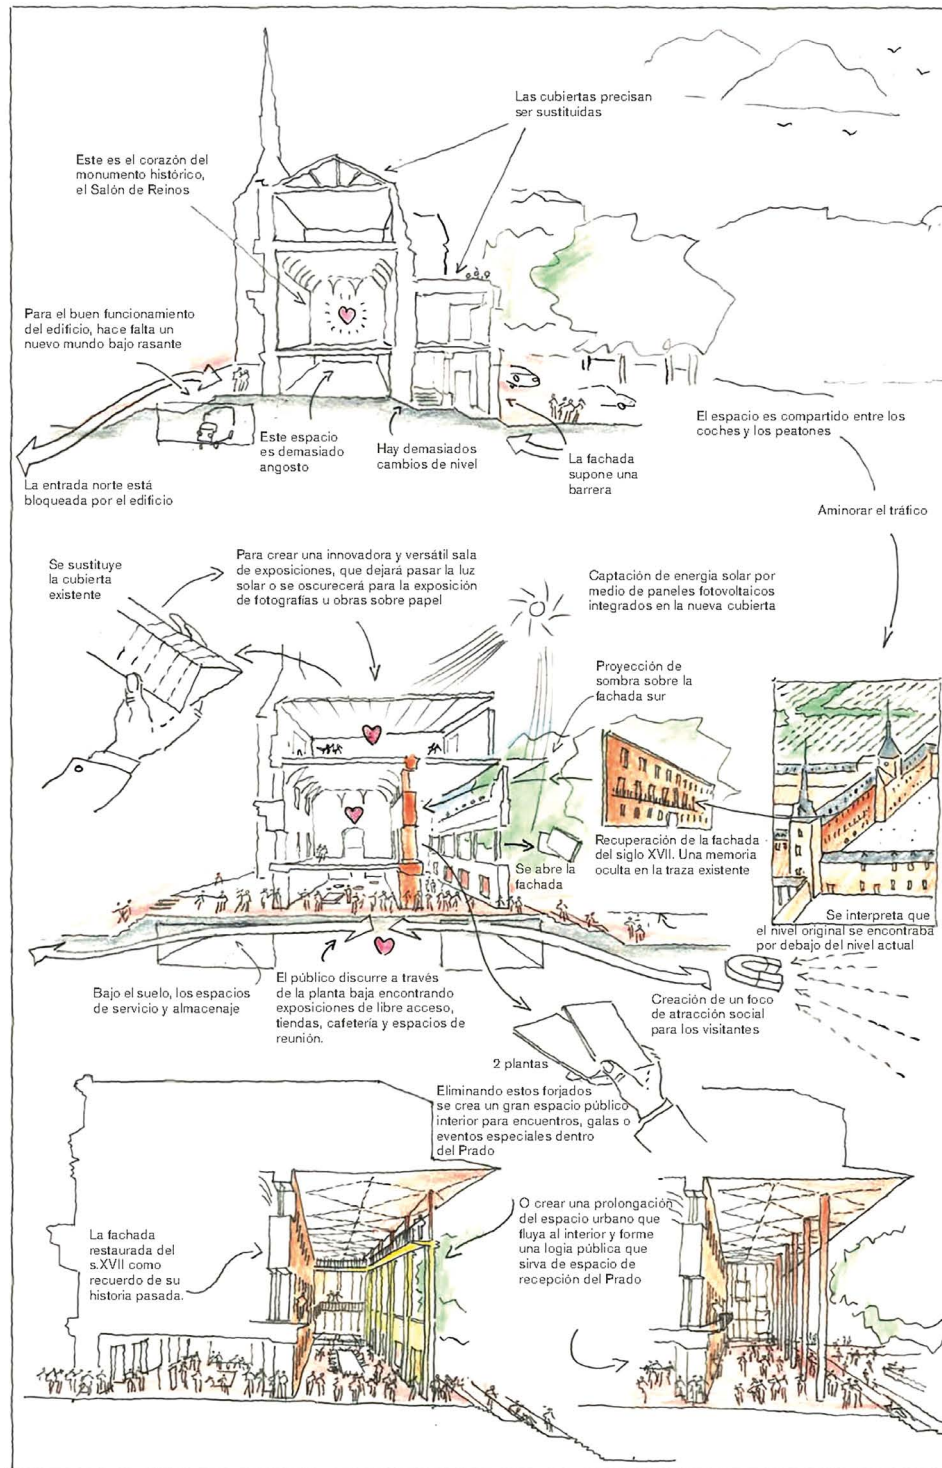 Las cubiertas precisan
ser sustituidas
Este es el corazón del
monumento histórico,
el Salón de Reinos
Para el buen funcionamiento
del edificio, hace falta un
nuevo mundo bajo rasante
El espacio es compartido entre los
coches y los peatones
Este espacio
es demasiado
angosto
Hay demasiados
cambios de nivel
La fachada
supone una
barrera
La entrada norte está
bloqueada por el edificio
Aminorar el tráfico
Se sustituye
la cubierta
existente
Para crear una innovadora y versátil sala
de exposiciones, que dejará pasar la luz
solar o se oscurecerá para la exposición
de fotografías u obras sobre papel
Captación de energia solar por
medio de paneles fotovoltaicos
integrados en la nueva cubierta
Proyección de
sombra sobre la
fachada sur
Recuperación de la fachada
del siglo XVII. Una memoria
oculta en la traza existente
Se abre la
fachada
Se interpreta que
el nivel original se encontraba
por debajo del nivel actual
Bajo el suelo, los espacios
de servicio y almacenaje
El público discurre a través
de la planta baja encontrando
exposiciones de libre acceso,
tiendas, cafetería y espacios de
reunión.
Creación de un foco
de atracción social
para los visitantes
2 plantas
Eliminando estos forjados
se crea un gran espacio público
interior para encuentros, galas o
eventos especiales dentro
del Prado
La fachada
restaurada del
s.XVII como
recuerdo de su
historia pasada.
O crear una prolongación
del espacio urbano que
fluya al interior y forme
una logia pública que
sirva de espacio de
recepción del Prado